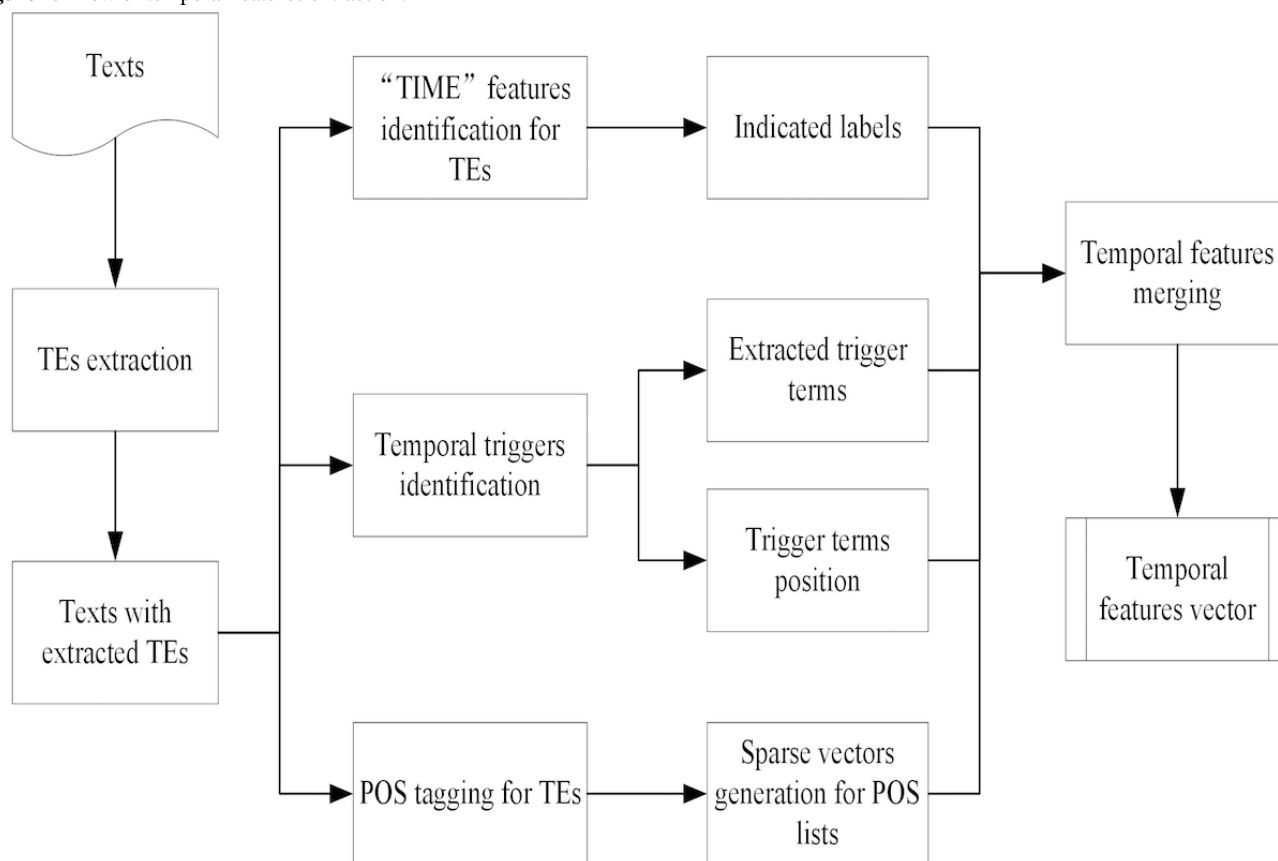 Texts
TEs extraction
Texts with
extracted TEs
“TIME” features
identification for
TEs
Temporal triggers
identification
POS tagging for TEs
Indicated labels
Extracted trigger
terms
Trigger terms
position
Sparse vectors
generation for POS
lists
Temporal features
merging
Temporal
features vector